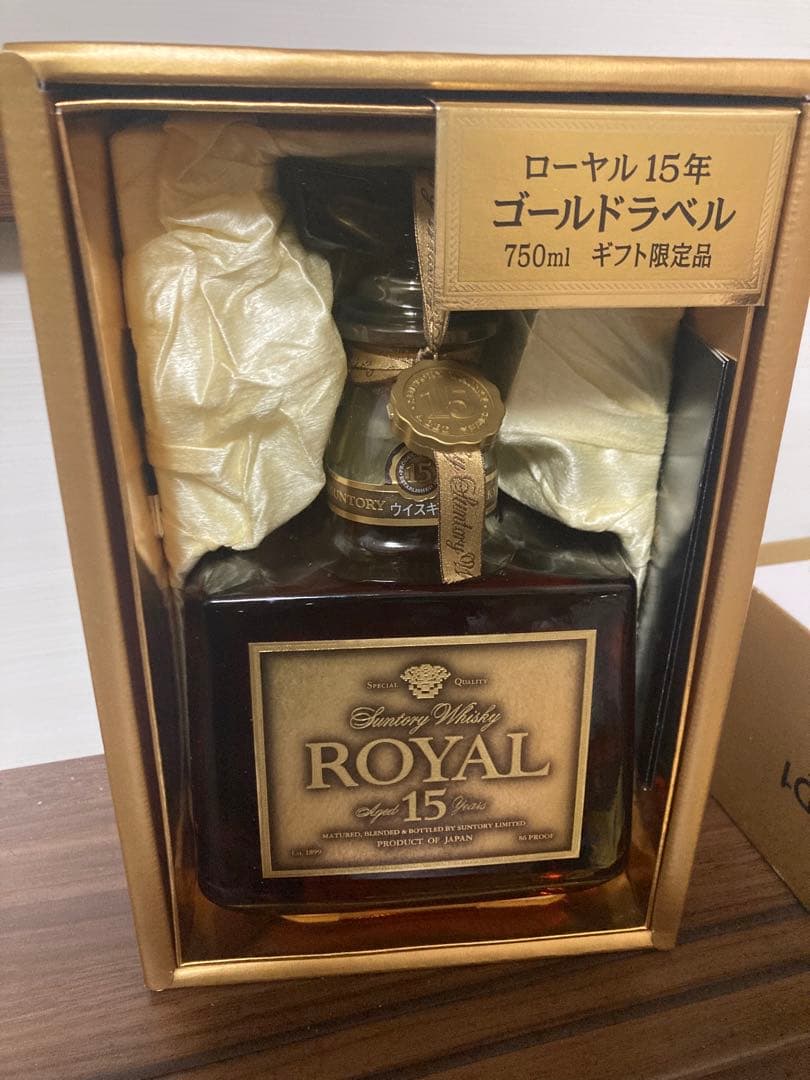 ローヤル 15年
ゴールドラベル
750ml ギフト限定品
15
15
SUNTORY ウイスキ
Suntory
SPECIAL QUALITY
Suntory Whisky
ROYAL
Aged 15 Years
MATURED, BLENDED & BOTTLED BY SUNTORY LIMITED
PRODUCT OF JAPAN
Est. 1899
86 PROOF